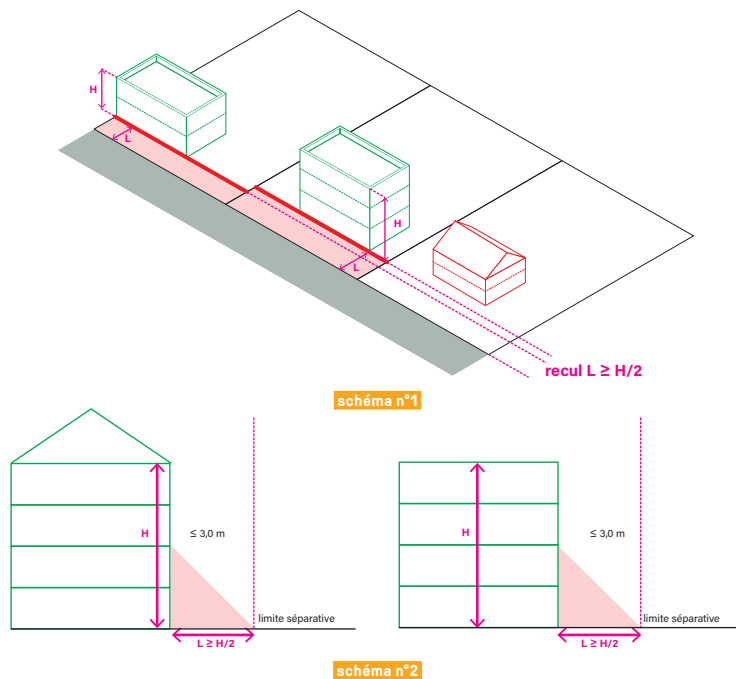 H
L
H
L
recul L ≥ H/2
schéma n°1
H
≤ 3,0 m
limite séparative
L ≥ H/2
H
≤ 3,0 m
limite séparative
L ≥ H/2
schéma n°2